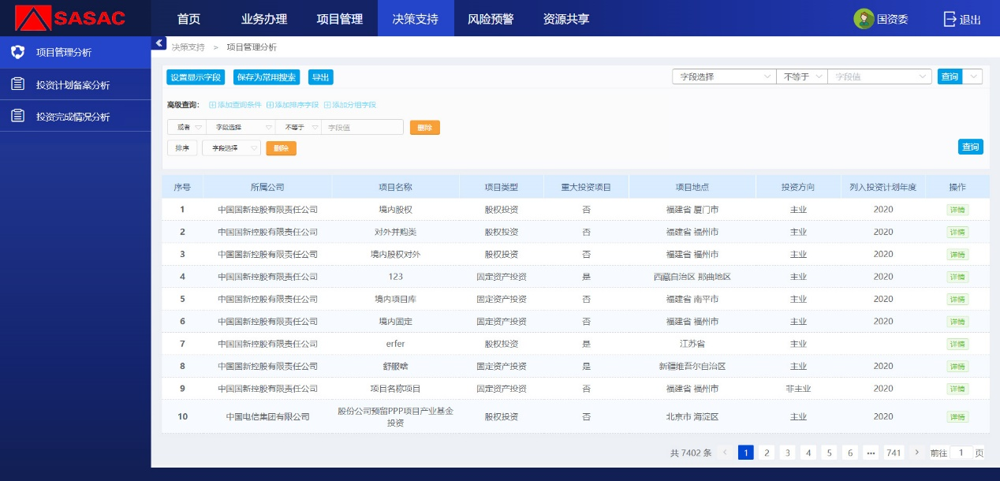 SASAC 首页 业务办理 项目管理 决策支持 风险预警 资源共享 国资委 退出
项目管理分析
投资计划备案分析
投资完成情况分析
决策支持 > 项目管理分析
设置显示字段 保存为常用搜索 导出 字段选择 不等于 字段值 查询
高级查询: 添加查询条件 添加排序字段 添加分组字段
或者 字段选择 不等于 字段值 删除
排序 字段选择 删除 查询
序号 所属公司 项目名称 项目类型 重大投资项目 项目地点 投资方向 列入投资计划年度 操作
1 中国国新控股有限责任公司 境内股权 股权投资 否 福建省 厦门市 主业 2020 详情
2 中国国新控股有限责任公司 对外并购类 股权投资 否 福建省 福州市 主业 2020 详情
3 中国国新控股有限责任公司 境内股权对外 股权投资 否 福建省 福州市 主业 2020 详情
4 中国国新控股有限责任公司 123 固定资产投资 是 西藏自治区 那曲地区 主业 2020 详情
5 中国国新控股有限责任公司 境内项目库 固定资产投资 否 福建省 南平市 主业 2020 详情
6 中国国新控股有限责任公司 境内固定 固定资产投资 否 福建省 福州市 主业 2020 详情
7 中国国新控股有限责任公司 erfer 股权投资 是 江苏省 主业 详情
8 中国国新控股有限责任公司 舒服啥 固定资产投资 是 新疆维吾尔自治区 主业 2020 详情
9 中国国新控股有限责任公司 项目名称项目 固定资产投资 否 福建省 福州市 非主业 2020 详情
10 中国电信集团有限公司 股份公司预留PPP项目产业基金 股权投资 否 北京市 海淀区 主业 2020 详情
投资
共 7402 条 < 1 2 3 4 5 6 ••• 741 > 前往 1 页